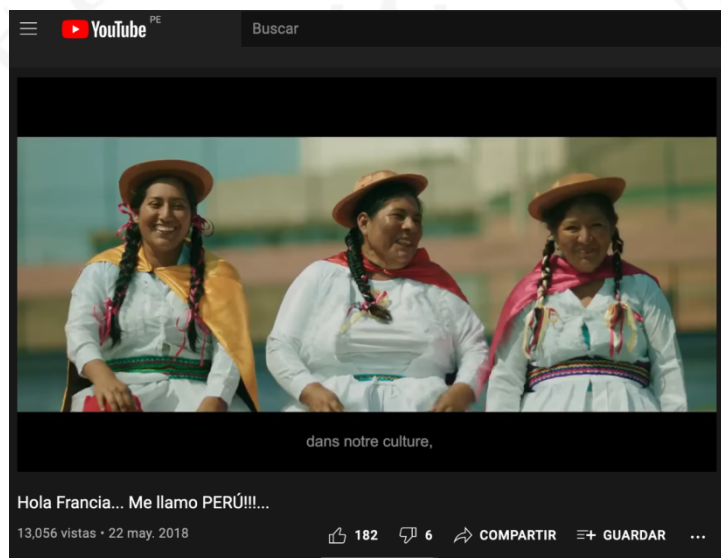 YouTube PE
Buscar
dans notre culture,
Hola Francia... Me llamo PERÚ!!!...
13,056 vistas • 22 may. 2018
182
6
COMPARTIR
GUARDAR
...